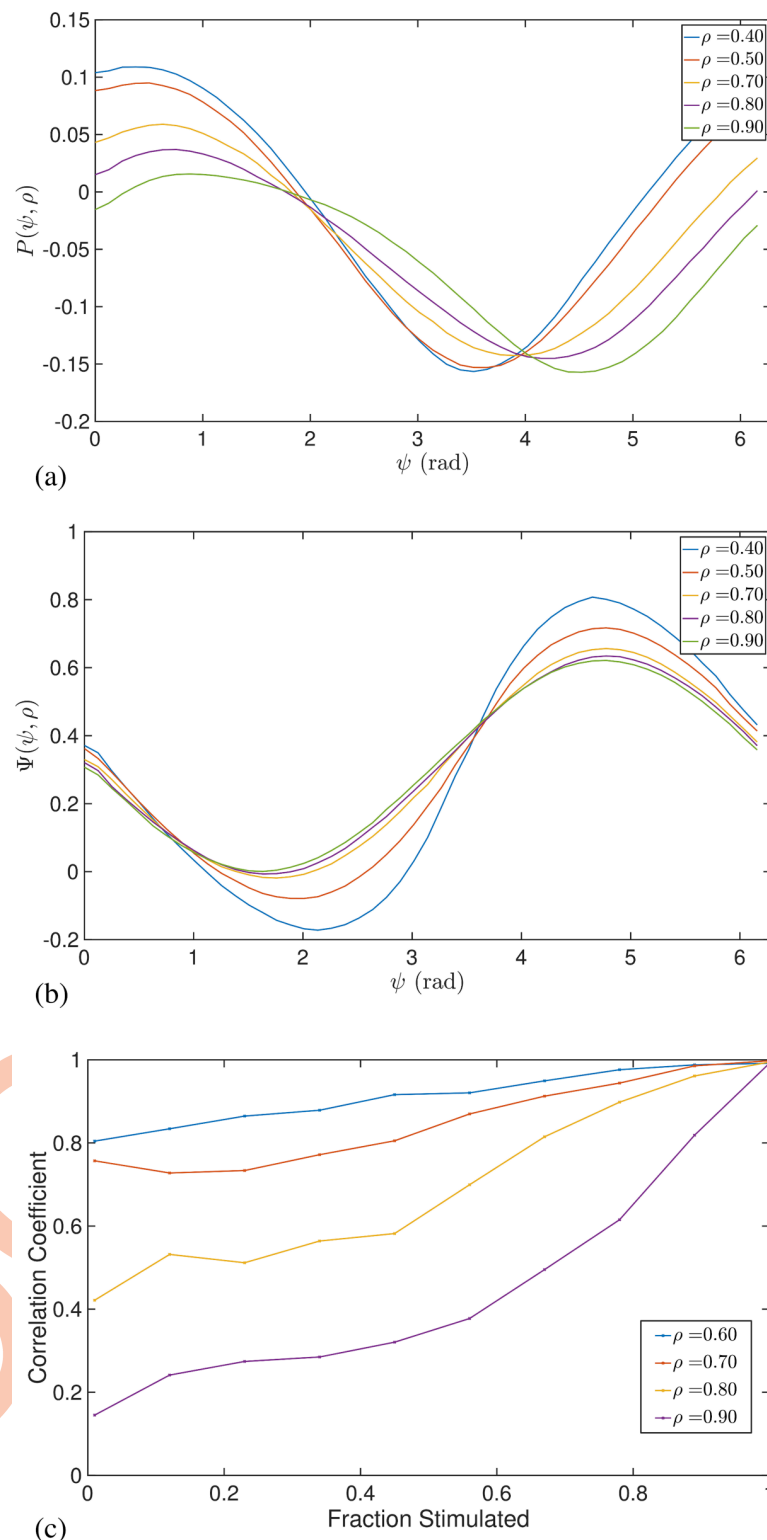 0.15
0.1
0.05
0
-0.05
-0.1
-0.15
-0.2
P(ψ, ρ)
0 1 2 3 4 5 6
ψ (rad)
ρ =0.40
ρ =0.50
ρ =0.70
ρ =0.80
ρ =0.90
(a)
1
0.8
0.6
0.4
0.2
0
-0.2
Ψ(ψ, ρ)
0 1 2 3 4 5 6
ψ (rad)
ρ =0.40
ρ =0.50
ρ =0.70
ρ =0.80
ρ =0.90
(b)
1
0.8
0.6
0.4
0.2
0
Correlation Coefficient
0 0.2 0.4 0.6 0.8 1
Fraction Stimulated
ρ =0.60
ρ =0.70
ρ =0.80
ρ =0.90
(c)